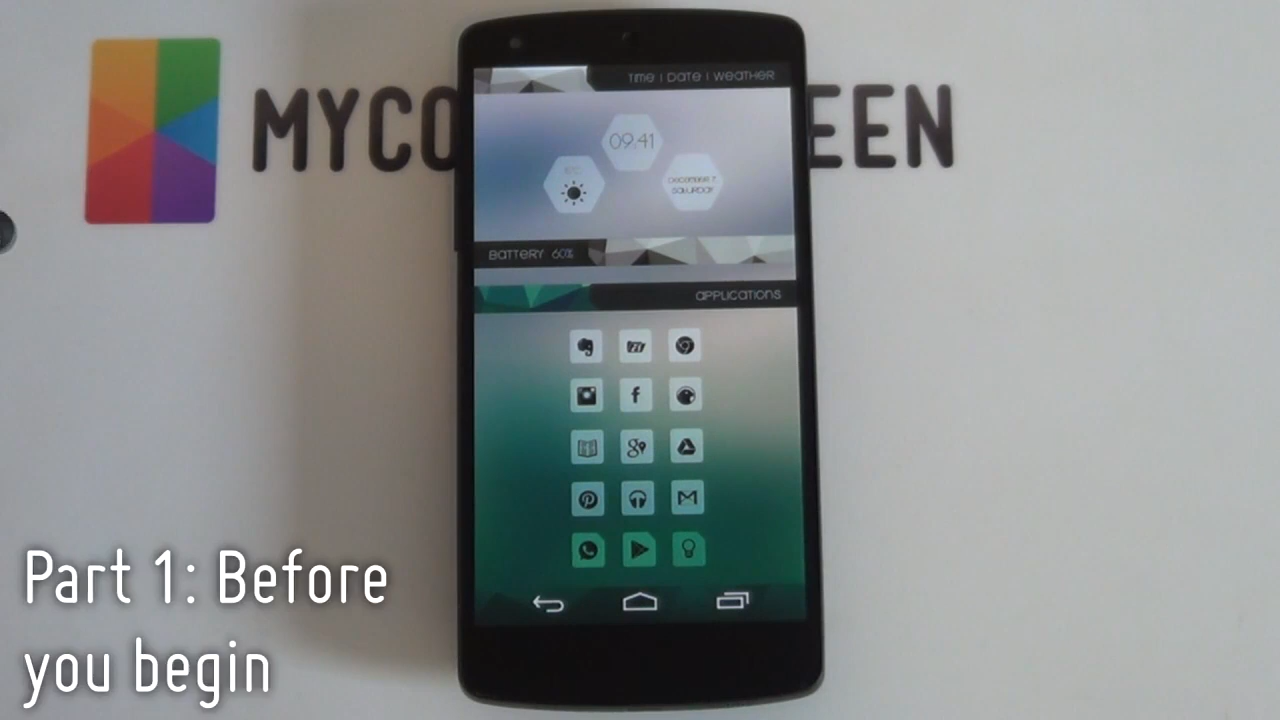 MYCO EEN
TIME | DATE | WEATHER
09.41
DECEMBER 7
SATURDAY
BATTERY 60%
APPLICATIONS
Part 1: Before
you begin